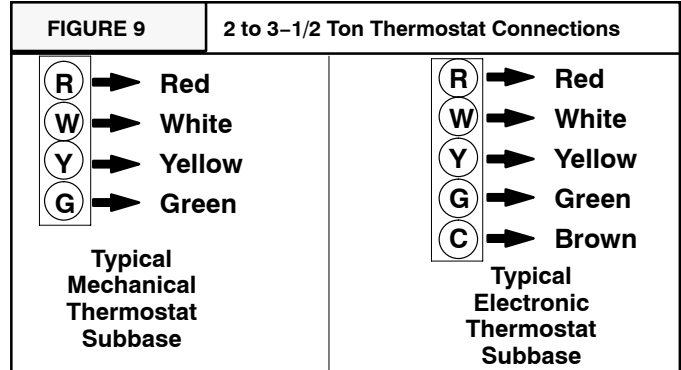 FIGURE 9
2 to 3–1/2 Ton Thermostat Connections
R Red
W White
Y Yellow
G Green
Typical
Mechanical
Thermostat
Subbase
R Red
W White
Y Yellow
G Green
C Brown
Typical
Electronic
Thermostat
Subbase